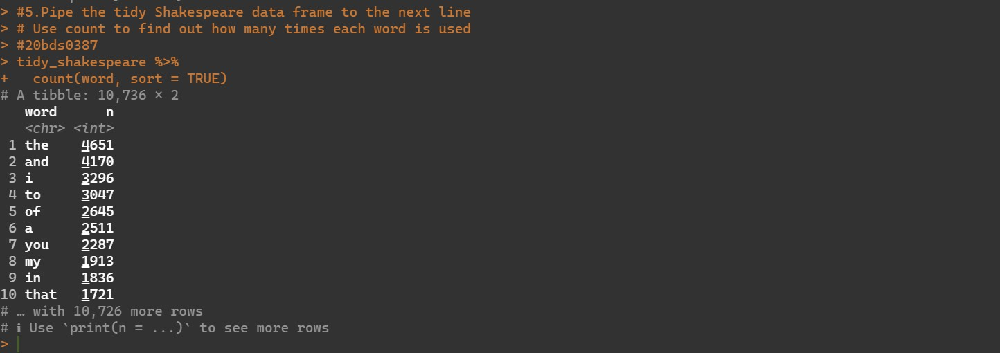 > #5.Pipe the tidy Shakespeare data frame to the next line
> # Use count to find out how many times each word is used
> #20bds0387
> tidy_shakespeare %>%
+   count(word, sort = TRUE)
# A tibble: 10,736 × 2
   word      n
   <chr> <int>
 1 the    4651
 2 and    4170
 3 i      3296
 4 to     3047
 5 of     2645
 6 a      2511
 7 you    2287
 8 my     1913
 9 in     1836
10 that   1721
# … with 10,726 more rows
# ℹ Use `print(n = ...)` to see more rows
>